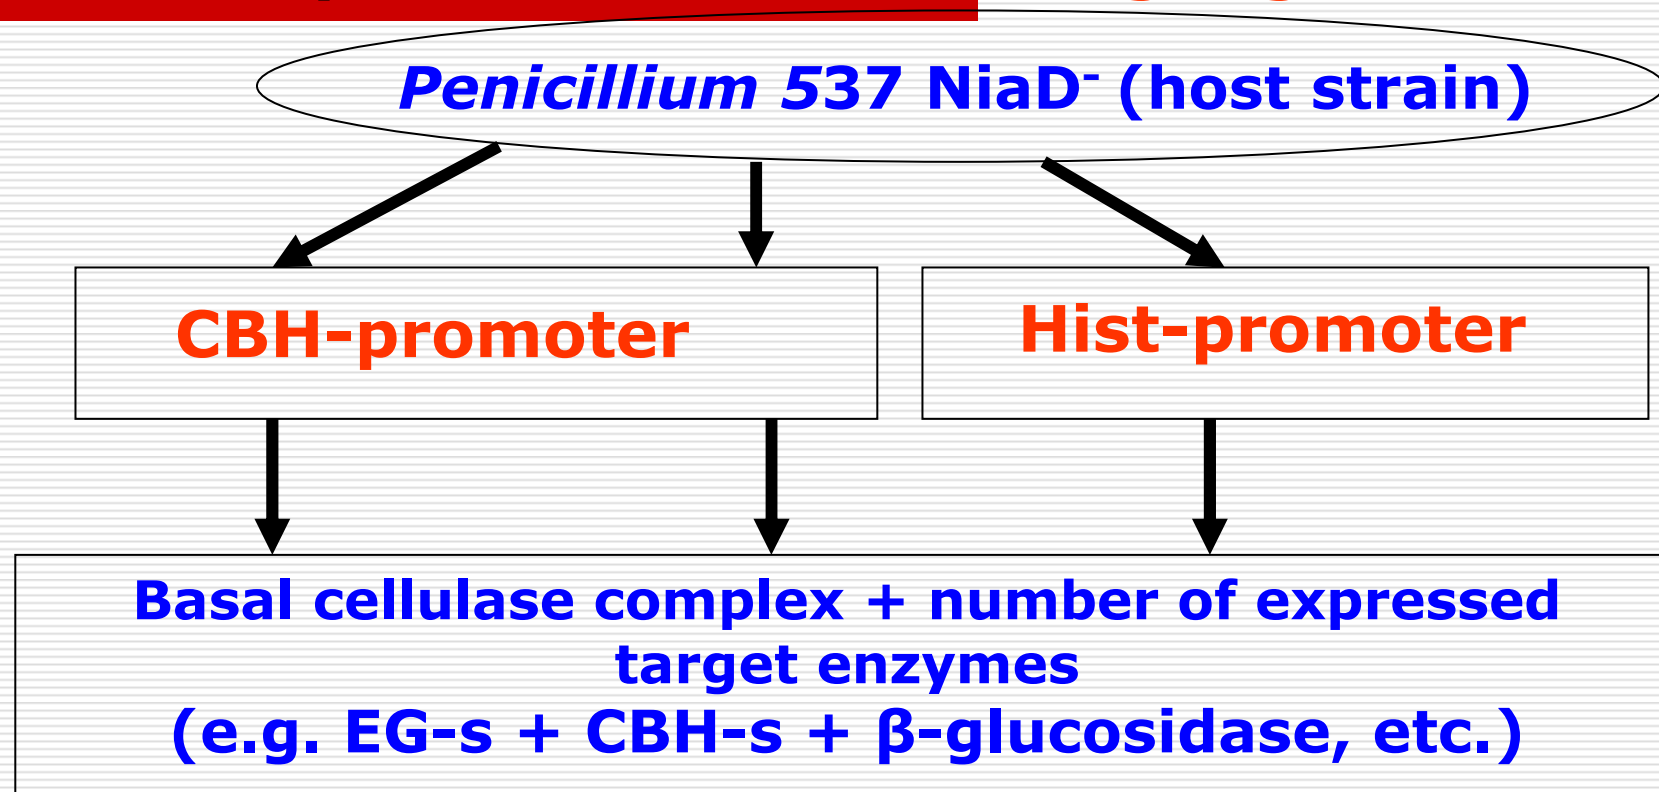 Penicillium 537 NiaD⁻ (host strain)
CBH-promoter
Hist-promoter
Basal cellulase complex + number of expressed
target enzymes
(e.g. EG-s + CBH-s + β-glucosidase, etc.)